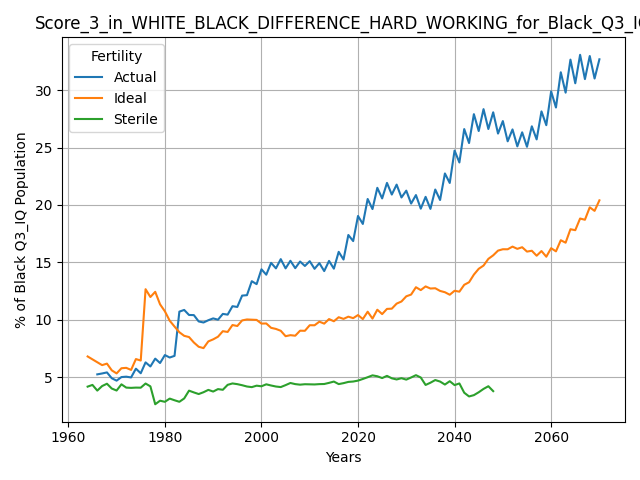 Score_3_in_WHITE_BLACK_DIFFERENCE_HARD_WORKING_for_Black_Q3_IQ
Fertility
Actual
Ideal
Sterile
% of Black Q3_IQ Population
30
25
20
15
10
5
1960 1980 2000 2020 2040 2060
Years